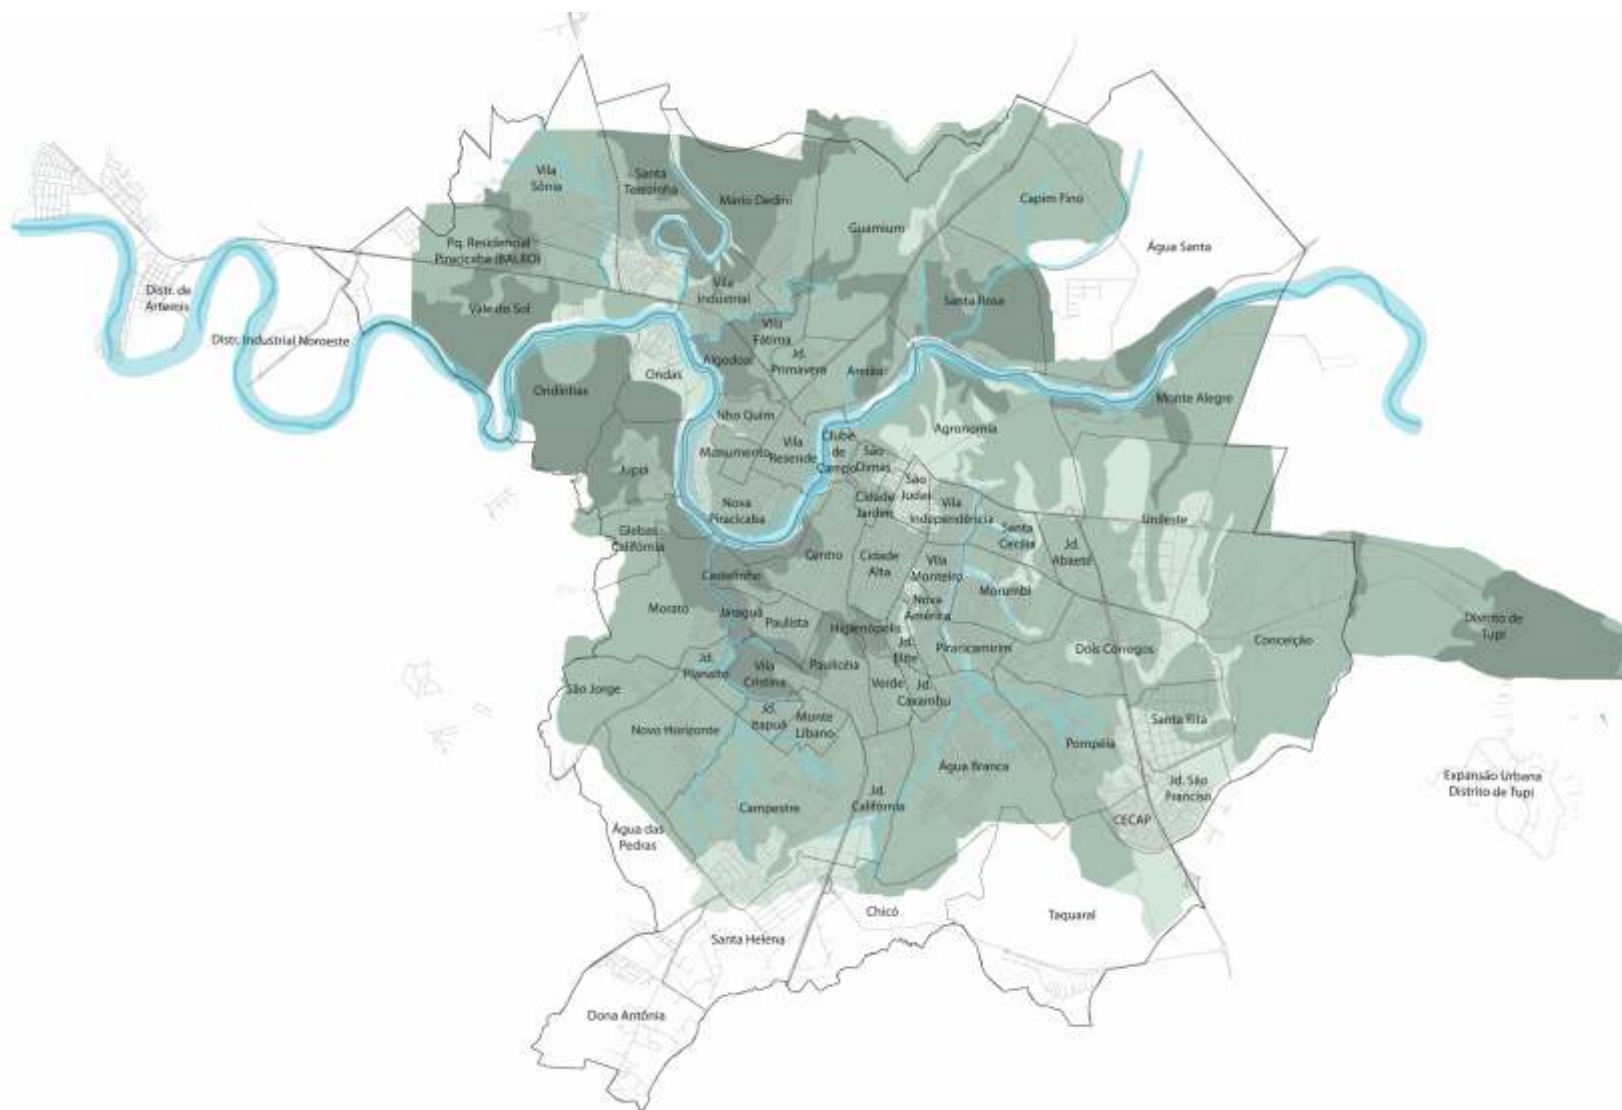 Vila
Sônia
Santa
Terezinha
Mário Dedini
Capim Fino
Guamium
Água Santa
Pq. Residencial
Piracicaba (BALBO)
Distr. de
Artemis
Vale do Sol
Vila
Industrial
Santa Rosa
Distr. Industrial Noroeste
Vila
Fátima
Algodoal
Jd.
Primavera
Ondas
Areião
Ondinhas
Monte Alegre
Nho Quim
Agronomia
Monumento
Vila
Resende
Clube
de
Campo
São
Dimas
Jupiá
São
Judas
Cidade
Jardim
Vila
Independência
Nova
Piracicaba
Unileste
Glebas
Califórnia
Santa
Cecília
Jd.
Abaeté
Centro
Cidade
Alta
Vila
Monteiro
Castelinho
Morumbi
Morato
Jaraguá
Paulista
Nova
América
Higienópolis
Distrito de
Tupi
Conceição
Jd.
Elite
Piracicamirim
Dois Córregos
Jd.
Planalto
Vila
Cristina
Paulicéia
São Jorge
Verde
Jd.
Caxambu
Jd.
Itapuã
Monte
Líbano
Santa Rita
Novo Horizonte
Pompéia
Água Branca
Jd. São
Franciso
Expansão Urbana
Distrito de Tupi
Campestre
Jd.
Califórnia
CECAP
Água das
Pedras
Chicó
Taquaral
Santa Helena
Dona Antônia